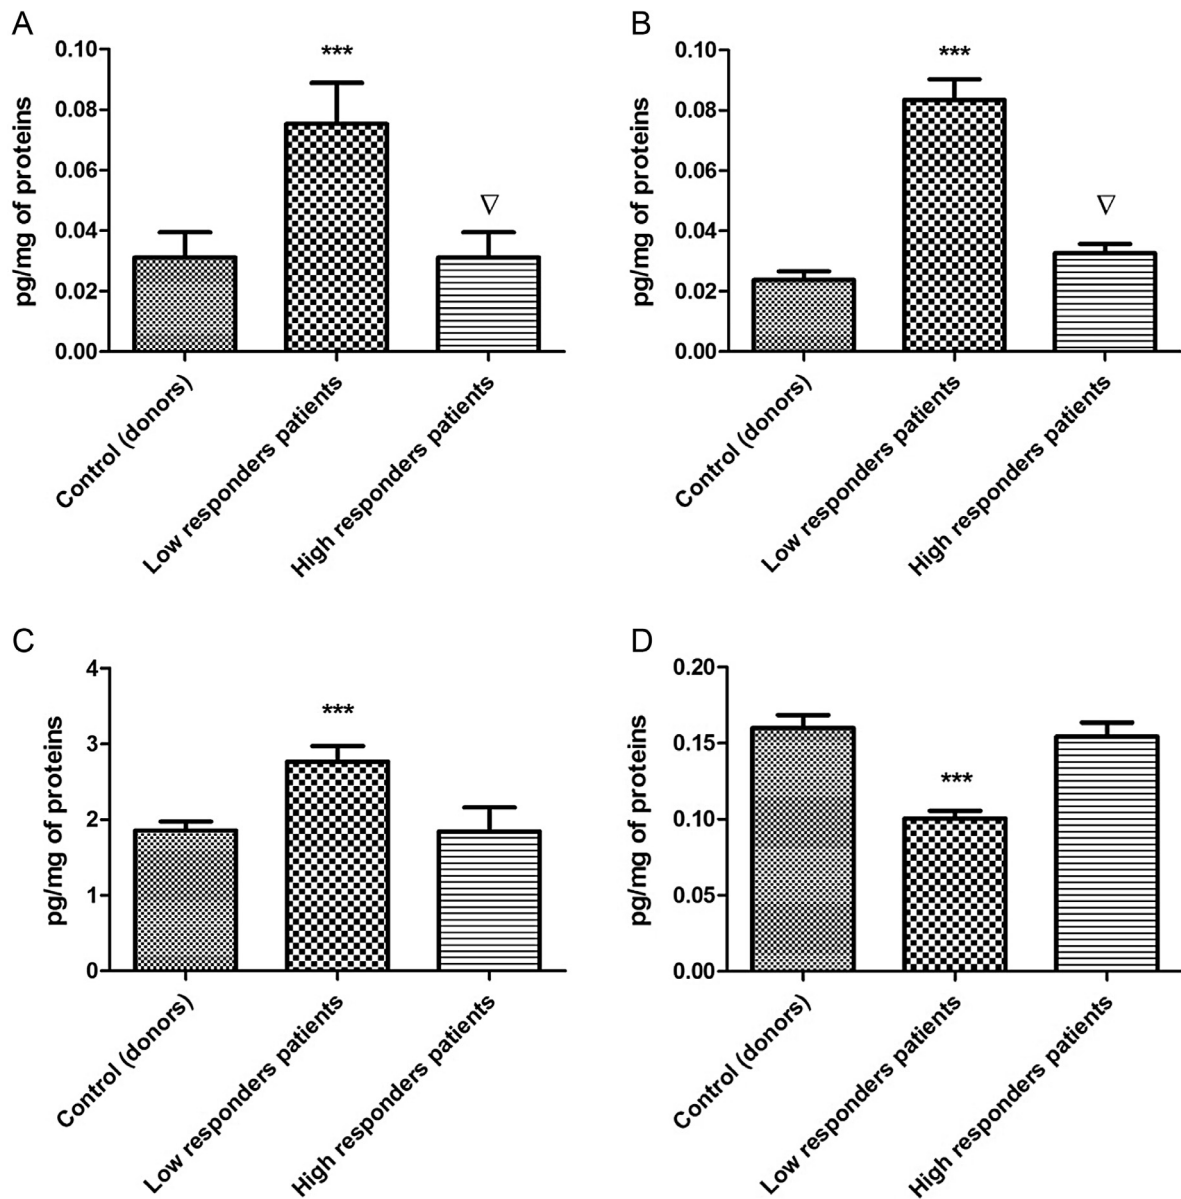 A
pg/mg of proteins
0.10
0.08
0.06
0.04
0.02
0.00
***
▽
Control (donors)
Low responders patients
High responders patients
B
pg/mg of proteins
0.10
0.08
0.06
0.04
0.02
0.00
***
▽
Control (donors)
Low responders patients
High responders patients
C
pg/mg of proteins
4
3
2
1
0
***
Control (donors)
Low responders patients
High responders patients
D
pg/mg of proteins
0.20
0.15
0.10
0.05
0.00
***
Control (donors)
Low responders patients
High responders patients